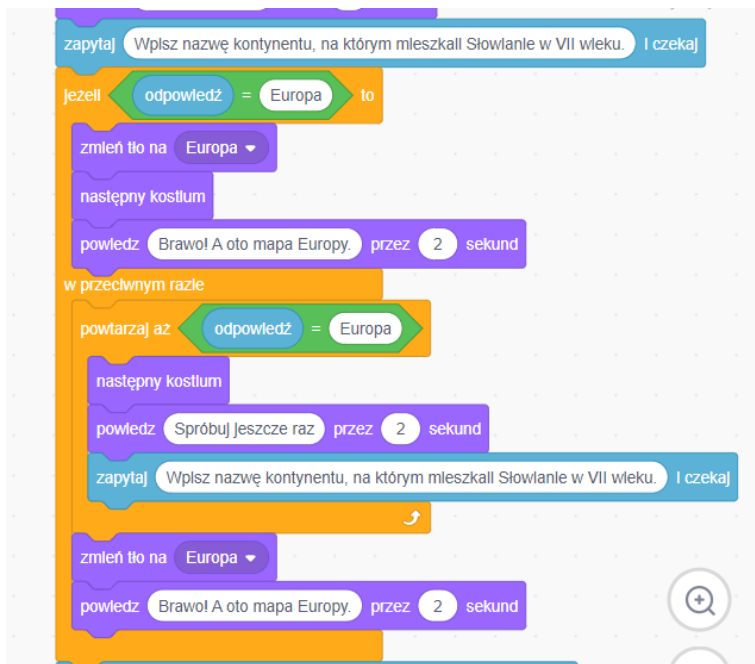 zapytaj Wpisz nazwę kontynentu, na którym mieszkali Słowianie w VII wieku. i czekaj
jeżeli odpowiedź = Europa to
zmień tło na Europa
następny kostium
powiedz Brawo! A oto mapa Europy. przez 2 sekund
w przeciwnym razie
powtarzaj aż odpowiedź = Europa
następny kostium
powiedz Spróbuj jeszcze raz przez 2 sekund
zapytaj Wpisz nazwę kontynentu, na którym mieszkali Słowianie w VII wieku. i czekaj
zmień tło na Europa
powiedz Brawo! A oto mapa Europy. przez 2 sekund